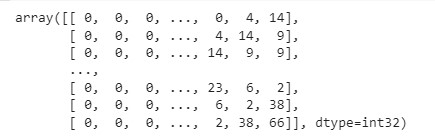 array([[ 0,  0,  0, ...,  0,  4, 14],
       [ 0,  0,  0, ...,  4, 14,  9],
       [ 0,  0,  0, ..., 14,  9,  9],
       ...,
       [ 0,  0,  0, ..., 23,  6,  2],
       [ 0,  0,  0, ...,  6,  2, 38],
       [ 0,  0,  0, ...,  2, 38, 66]], dtype=int32)